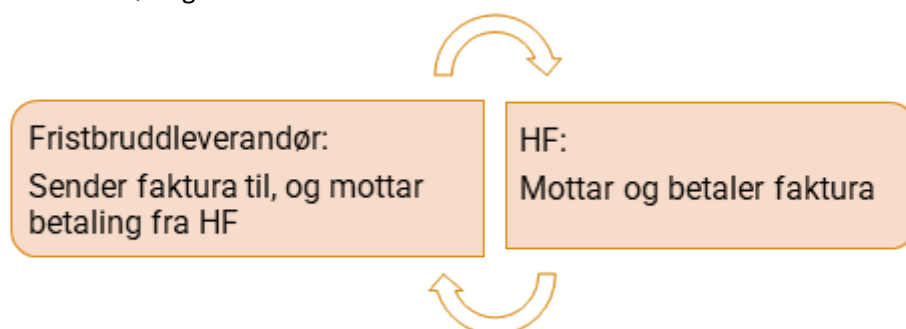 Fristbruddleverandør:
Sender faktura til, og mottar
betaling fra HF
HF:
Mottar og betaler faktura